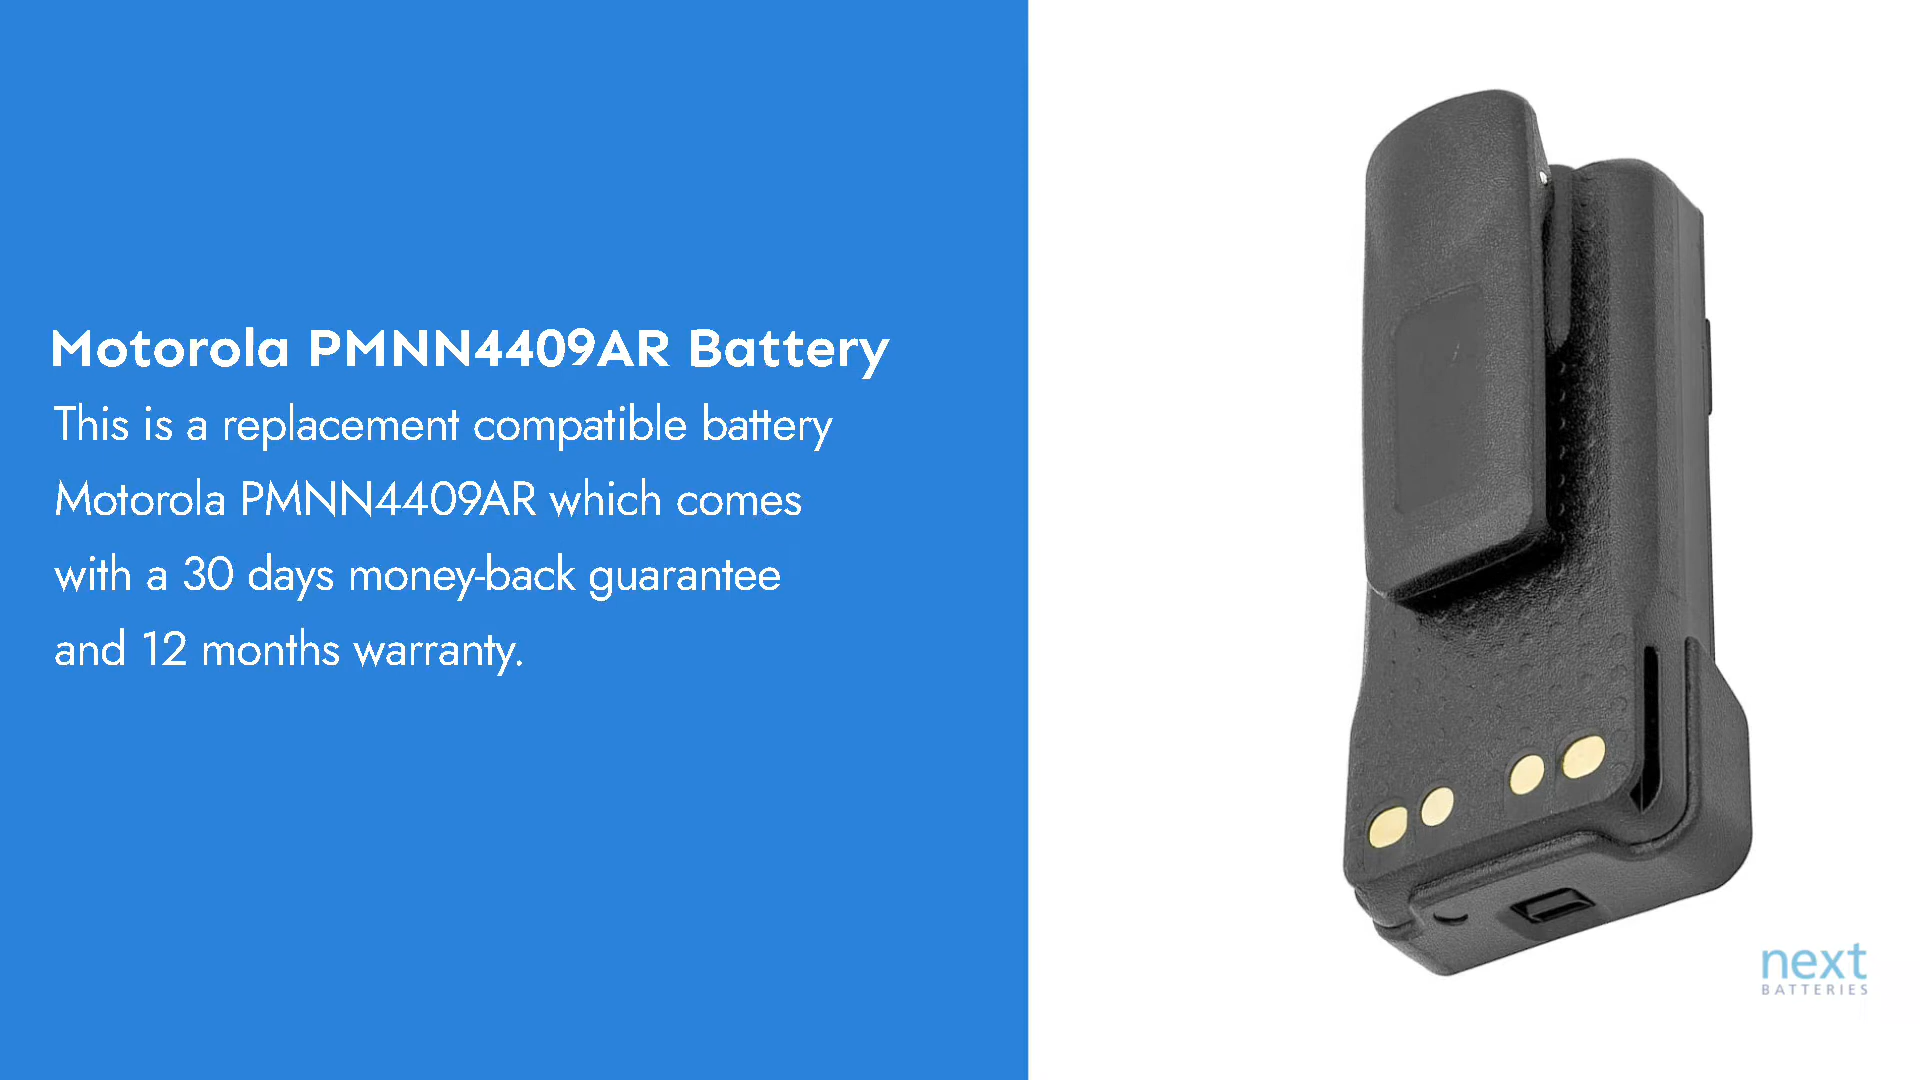 Motorola PMNN4409AR Battery
This is a replacement compatible battery
Motorola PMNN4409AR which comes
with a 30 days money-back guarantee
and 12 months warranty.
next
BATTERIES